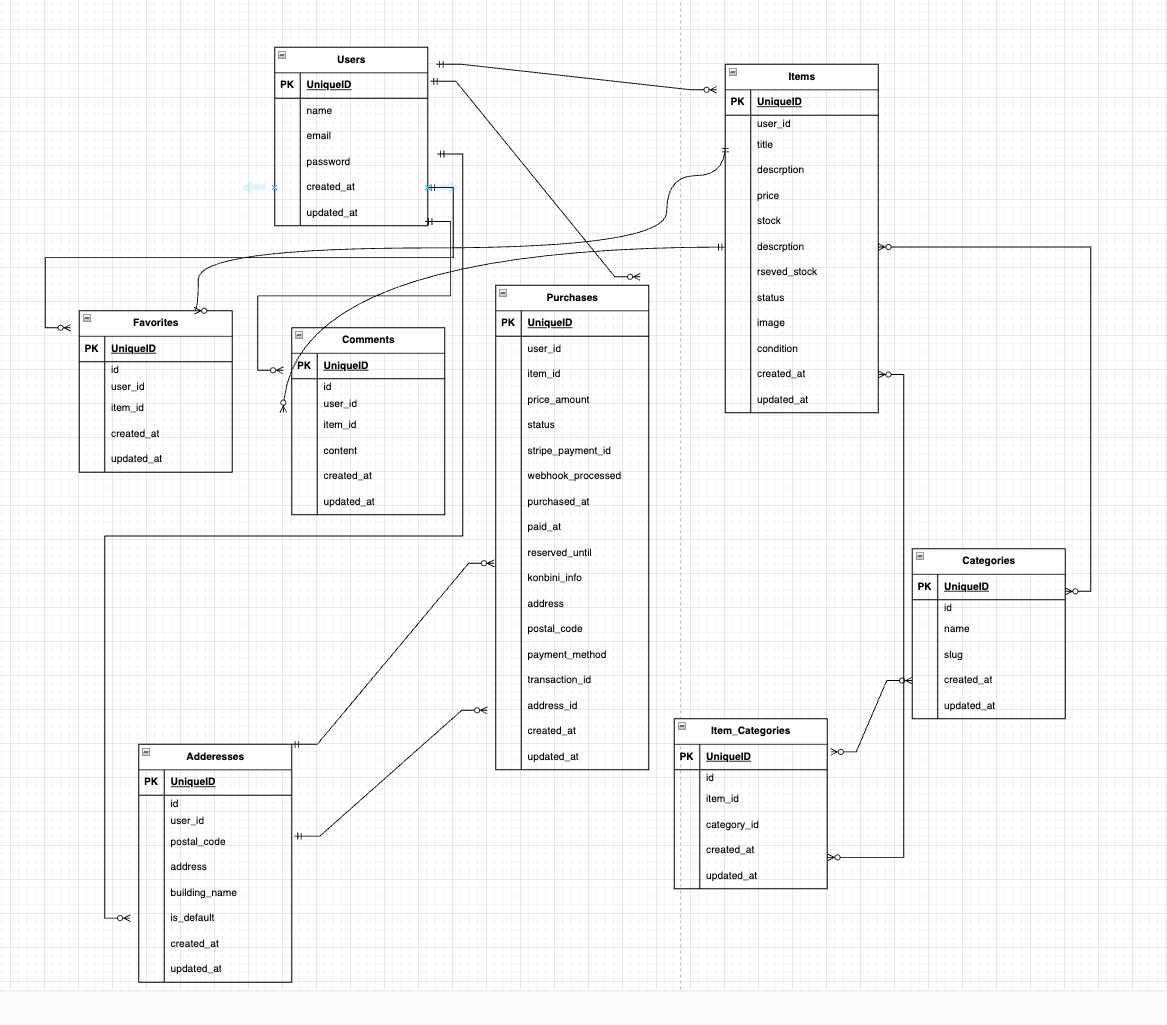 Users
PK UniqueID
name
email
password
created_at
updated_at
Items
PK UniqueID
user_id
title
descrption
price
stock
descrption
rseved_stock
status
image
condition
created_at
updated_at
Favorites
PK UniqueID
id
user_id
item_id
created_at
updated_at
Comments
PK UniqueID
id
user_id
item_id
content
created_at
updated_at
Purchases
PK UniqueID
user_id
item_id
price_amount
status
stripe_payment_id
webhook_processed
purchased_at
paid_at
reserved_until
konbini_info
address
postal_code
payment_method
transaction_id
address_id
created_at
updated_at
Categories
PK UniqueID
id
name
slug
created_at
updated_at
Item_Categories
PK UniqueID
id
item_id
category_id
created_at
updated_at
Adderesses
PK UniqueID
id
user_id
postal_code
address
building_name
is_default
created_at
updated_at